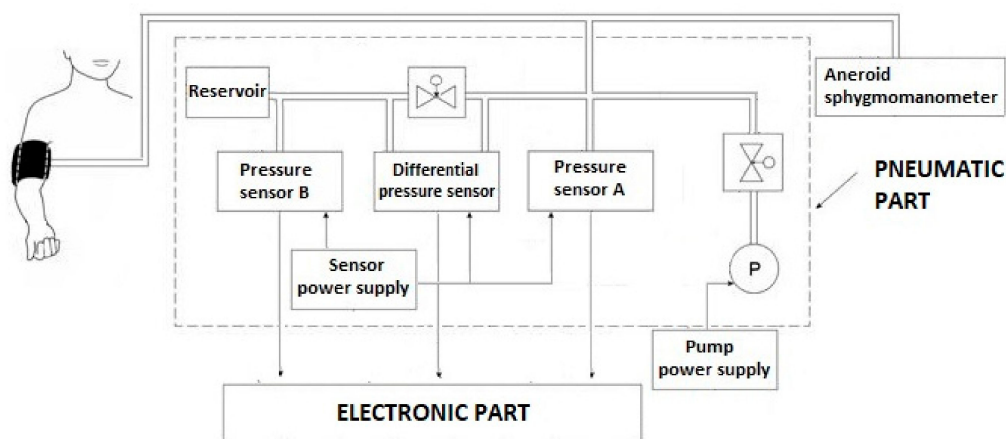 Reservoir
Aneroid
sphygmomanometer
Pressure
sensor B
Differential
pressure sensor
Pressure
sensor A
PNEUMATIC
PART
Sensor
power supply
P
Pump
power supply
ELECTRONIC PART